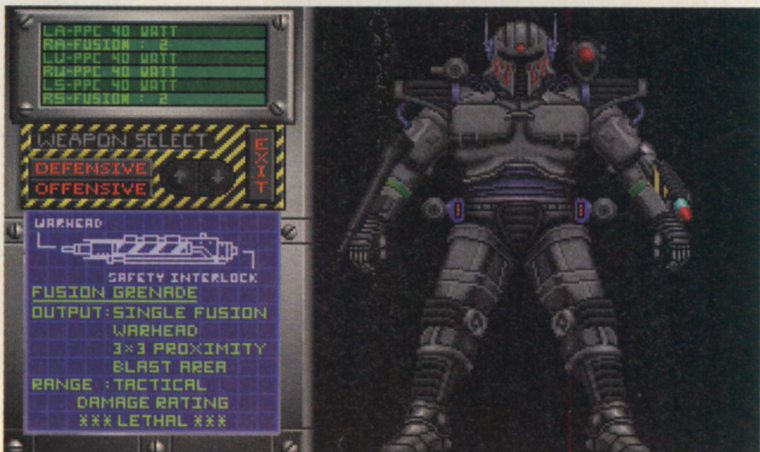 LA-PPC 40 WATT
RA-FUSION : 2
LW-PPC 40 WATT
RW-PPC 40 WATT
LS-PPC 40 WATT
RS-FUSION : 2
WEAPON SELECT
DEFENSIVE
OFFENSIVE
EXIT
WARHEAD
SAFETY INTERLOCK
FUSION GRENADE
OUTPUT:SINGLE FUSION
WARHEAD
3×3 PROXIMITY
BLAST AREA
RANGE :TACTICAL
DAMAGE RATING
*** LETHAL ***